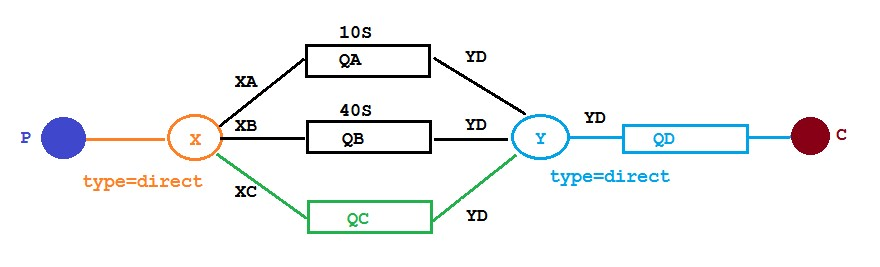 10S
QA
YD
XA
40S
XB
QB
YD
YD
P
X
Y
QD
C
type=direct
type=direct
XC
QC
YD